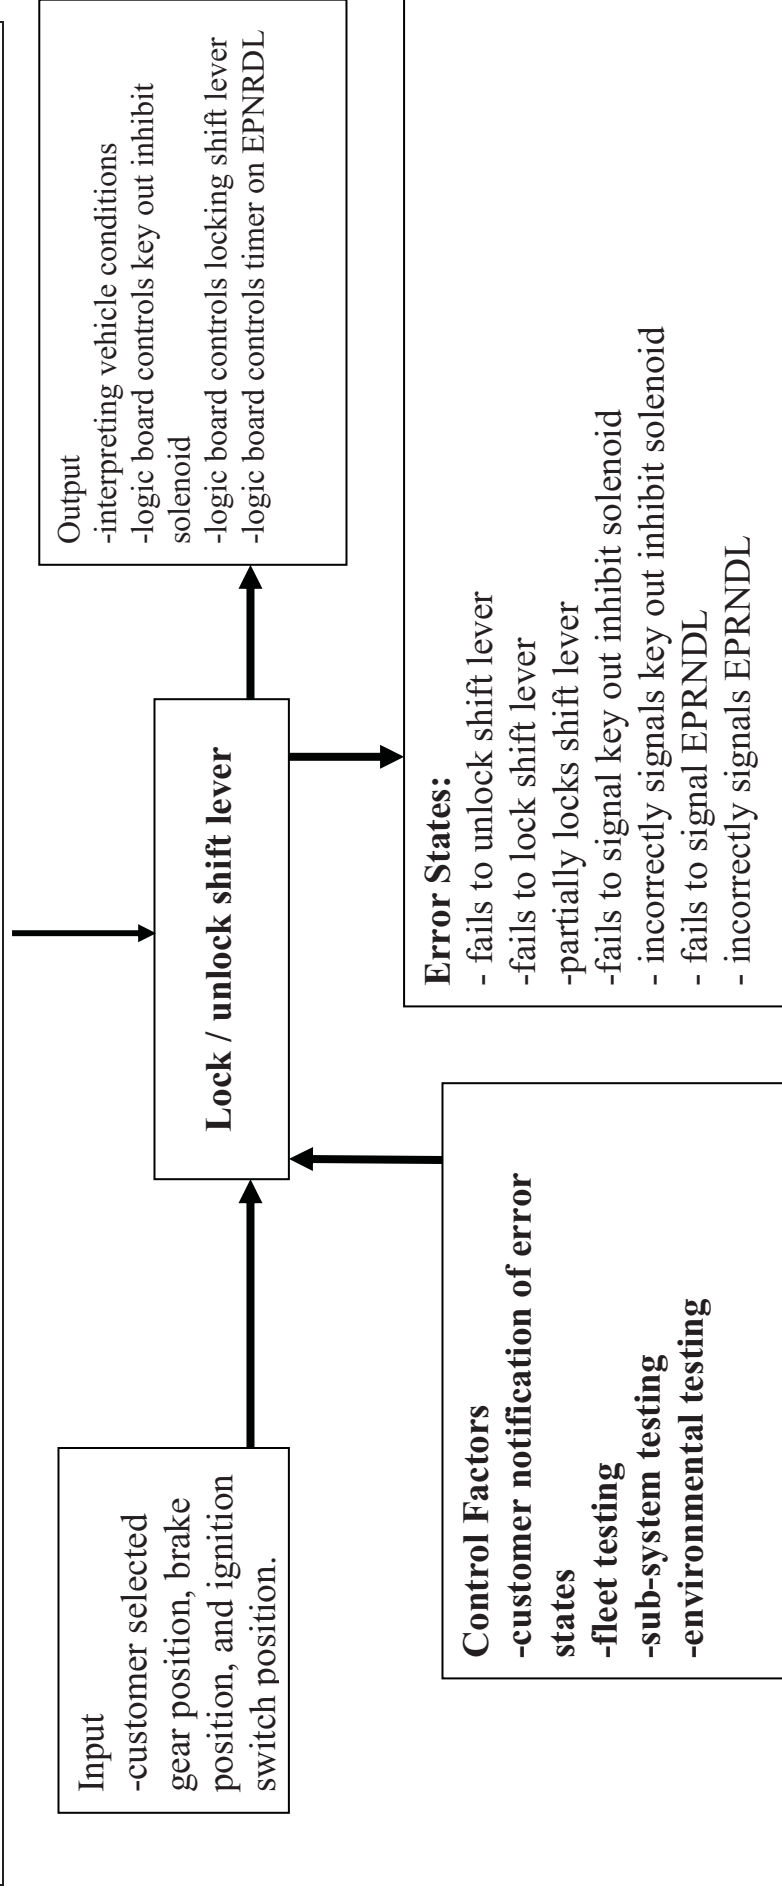 Input
-customer selected
gear position, brake
position, and ignition
switch position.
Lock / unlock shift lever
Output
-interpreting vehicle conditions
-logic board controls key out inhibit
solenoid
-logic board controls locking shift lever
-logic board controls timer on EPNRDL
Control Factors
-customer notification of error
states
-fleet testing
-sub-system testing
-environmental testing
Error States:
- fails to unlock shift lever
-fails to lock shift lever
-partially locks shift lever
-fails to signal key out inhibit solenoid
- incorrectly signals key out inhibit solenoid
- fails to signal EPRNDL
- incorrectly signals EPRNDL